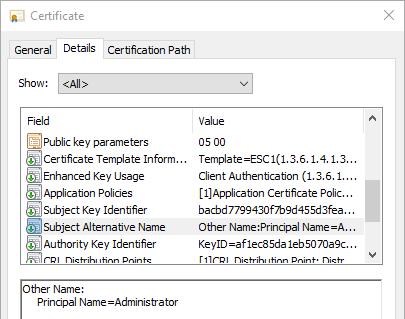 Certificate
General Details Certification Path
Show: <All>
Field Value
Public key parameters 05 00
Certificate Template Inform... Template=ESC1(1.3.6.1.4.1.3...
Enhanced Key Usage Client Authentication (1.3.6.1....
Application Policies [1]Application Certificate Polic...
Subject Key Identifier bacbd7799430f7b9d455d3fea...
Subject Alternative Name Other Name:Principal Name=A...
Authority Key Identifier KeyID=af1ec85da1eb5070a9c...
CRL Distribution Points [1]CRL Distribution Point: Distr...
Other Name:
Principal Name=Administrator